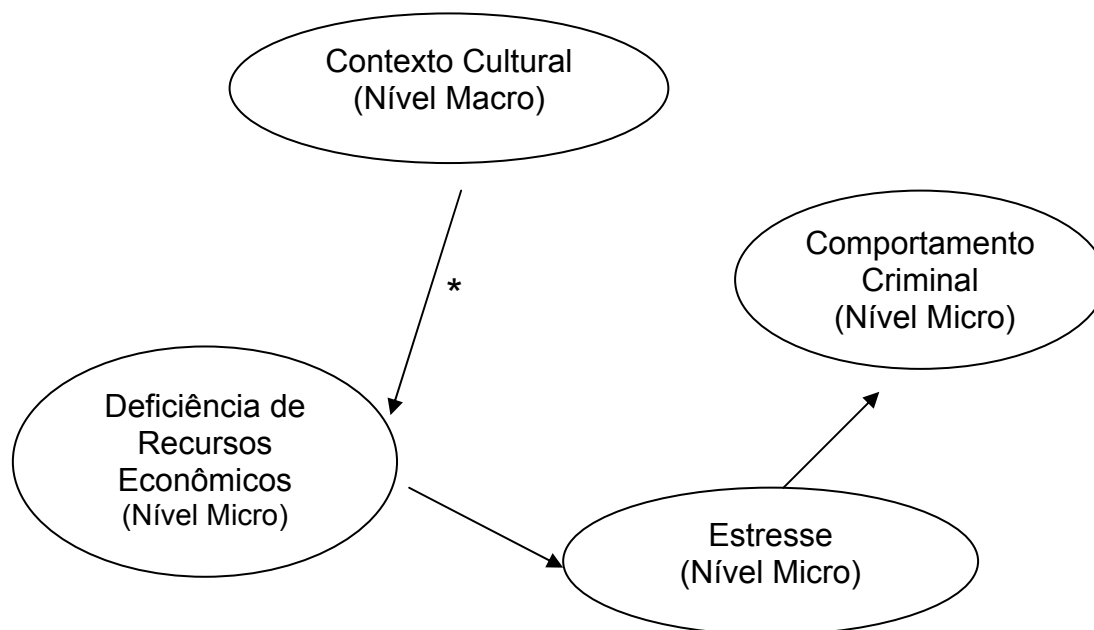 Contexto Cultural
(Nível Macro)
*
Comportamento
Criminal
(Nível Micro)
Deficiência de
Recursos
Econômicos
(Nível Micro)
Estresse
(Nível Micro)